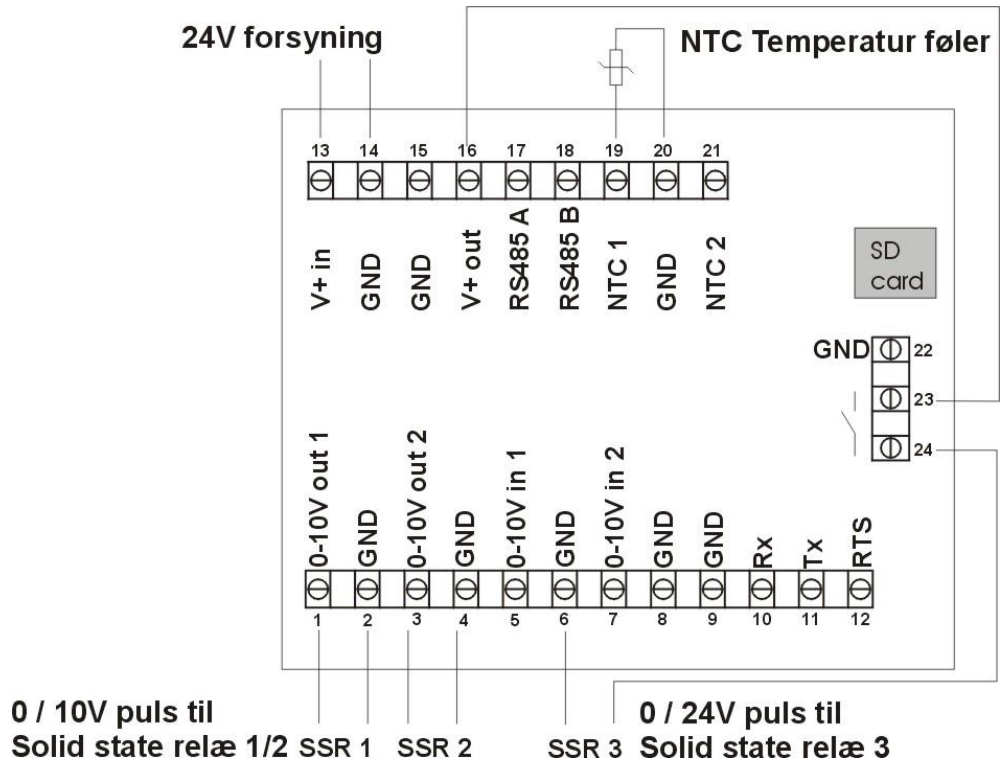 24V forsyning
NTC Temperatur føler
13 14 15 16 17 18 19 20 21
V+ in
GND
GND
V+ out
RS485 A
RS485 B
NTC 1
GND
NTC 2
SD
card
GND 22
23
24
0-10V out 1
GND
0-10V out 2
GND
0-10V in 1
GND
0-10V in 2
GND
GND
Rx
Tx
RTS
1 2 3 4 5 6 7 8 9 10 11 12
0 / 10V puls til
Solid state relæ 1/2
SSR 1
SSR 2
SSR 3
0 / 24V puls til
Solid state relæ 3